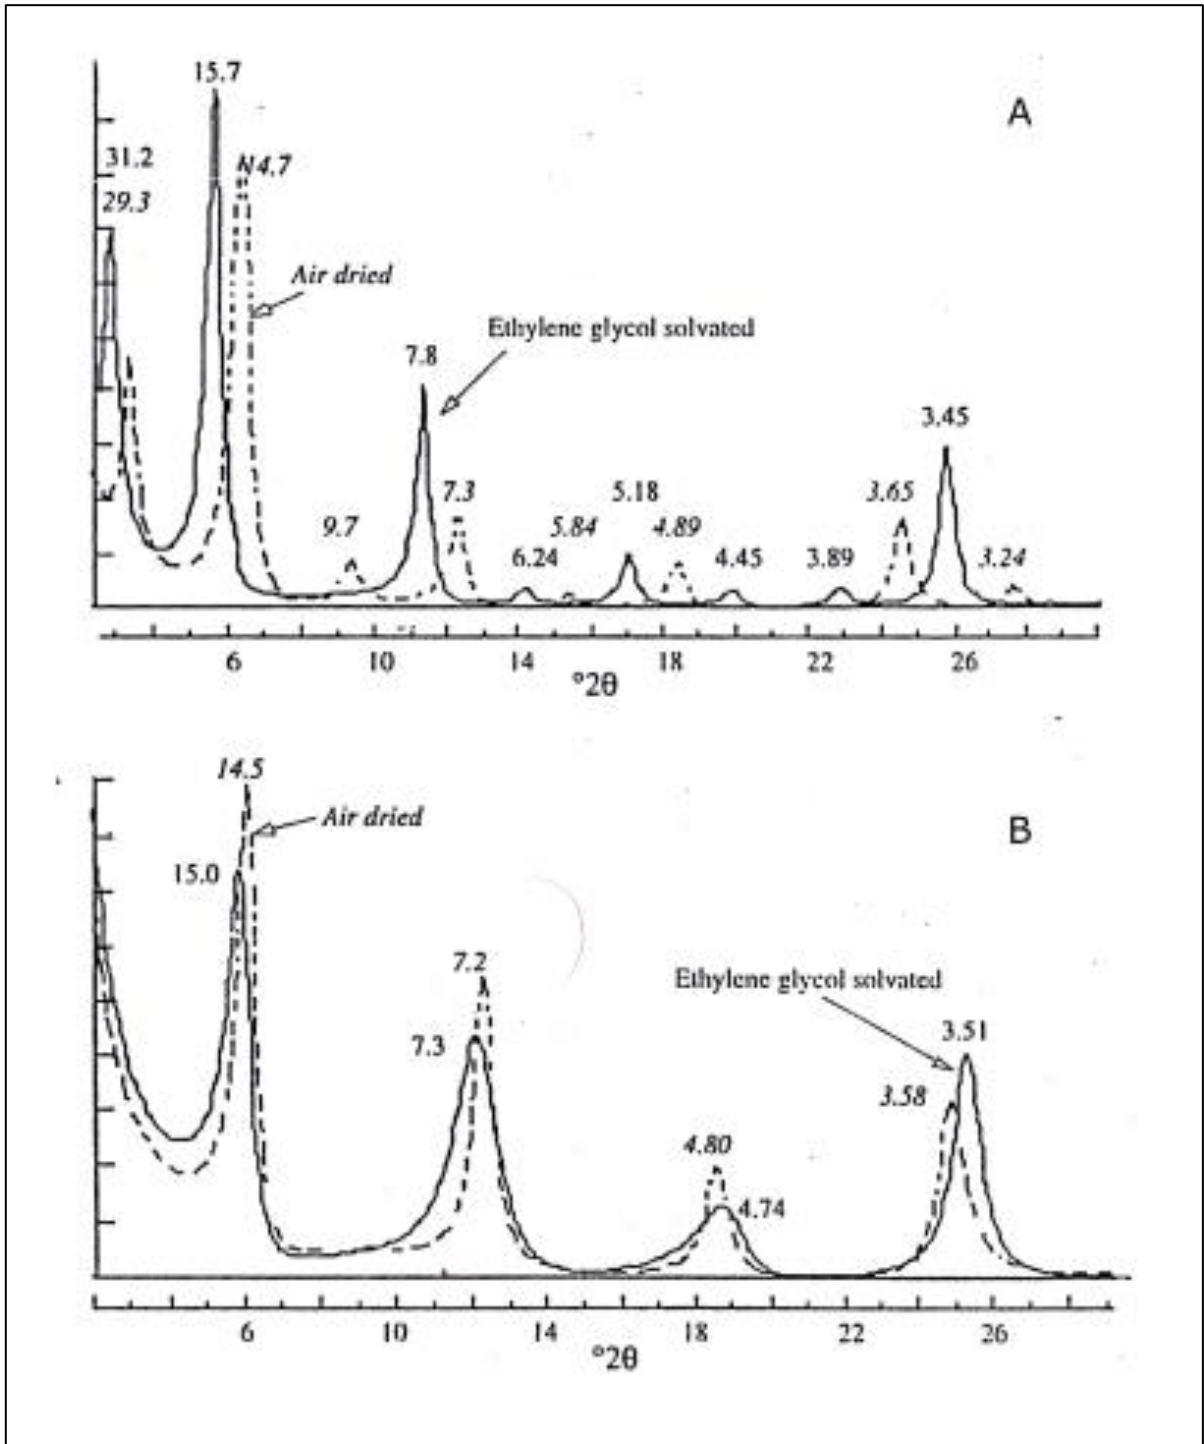 15.7
A
31.2
14.7
29.3
Air dried
Ethylene glycol solvated
7.8
3.45
9.7
7.3
5.84
5.18
4.89
3.65
6.24
4.45
3.89
3.24
6 10 14 18 22 26
°2θ
14.5
Air dried
B
15.0
7.2
Ethylene glycol solvated
7.3
3.51
3.58
4.80
4.74
6 10 14 18 22 26
°2θ